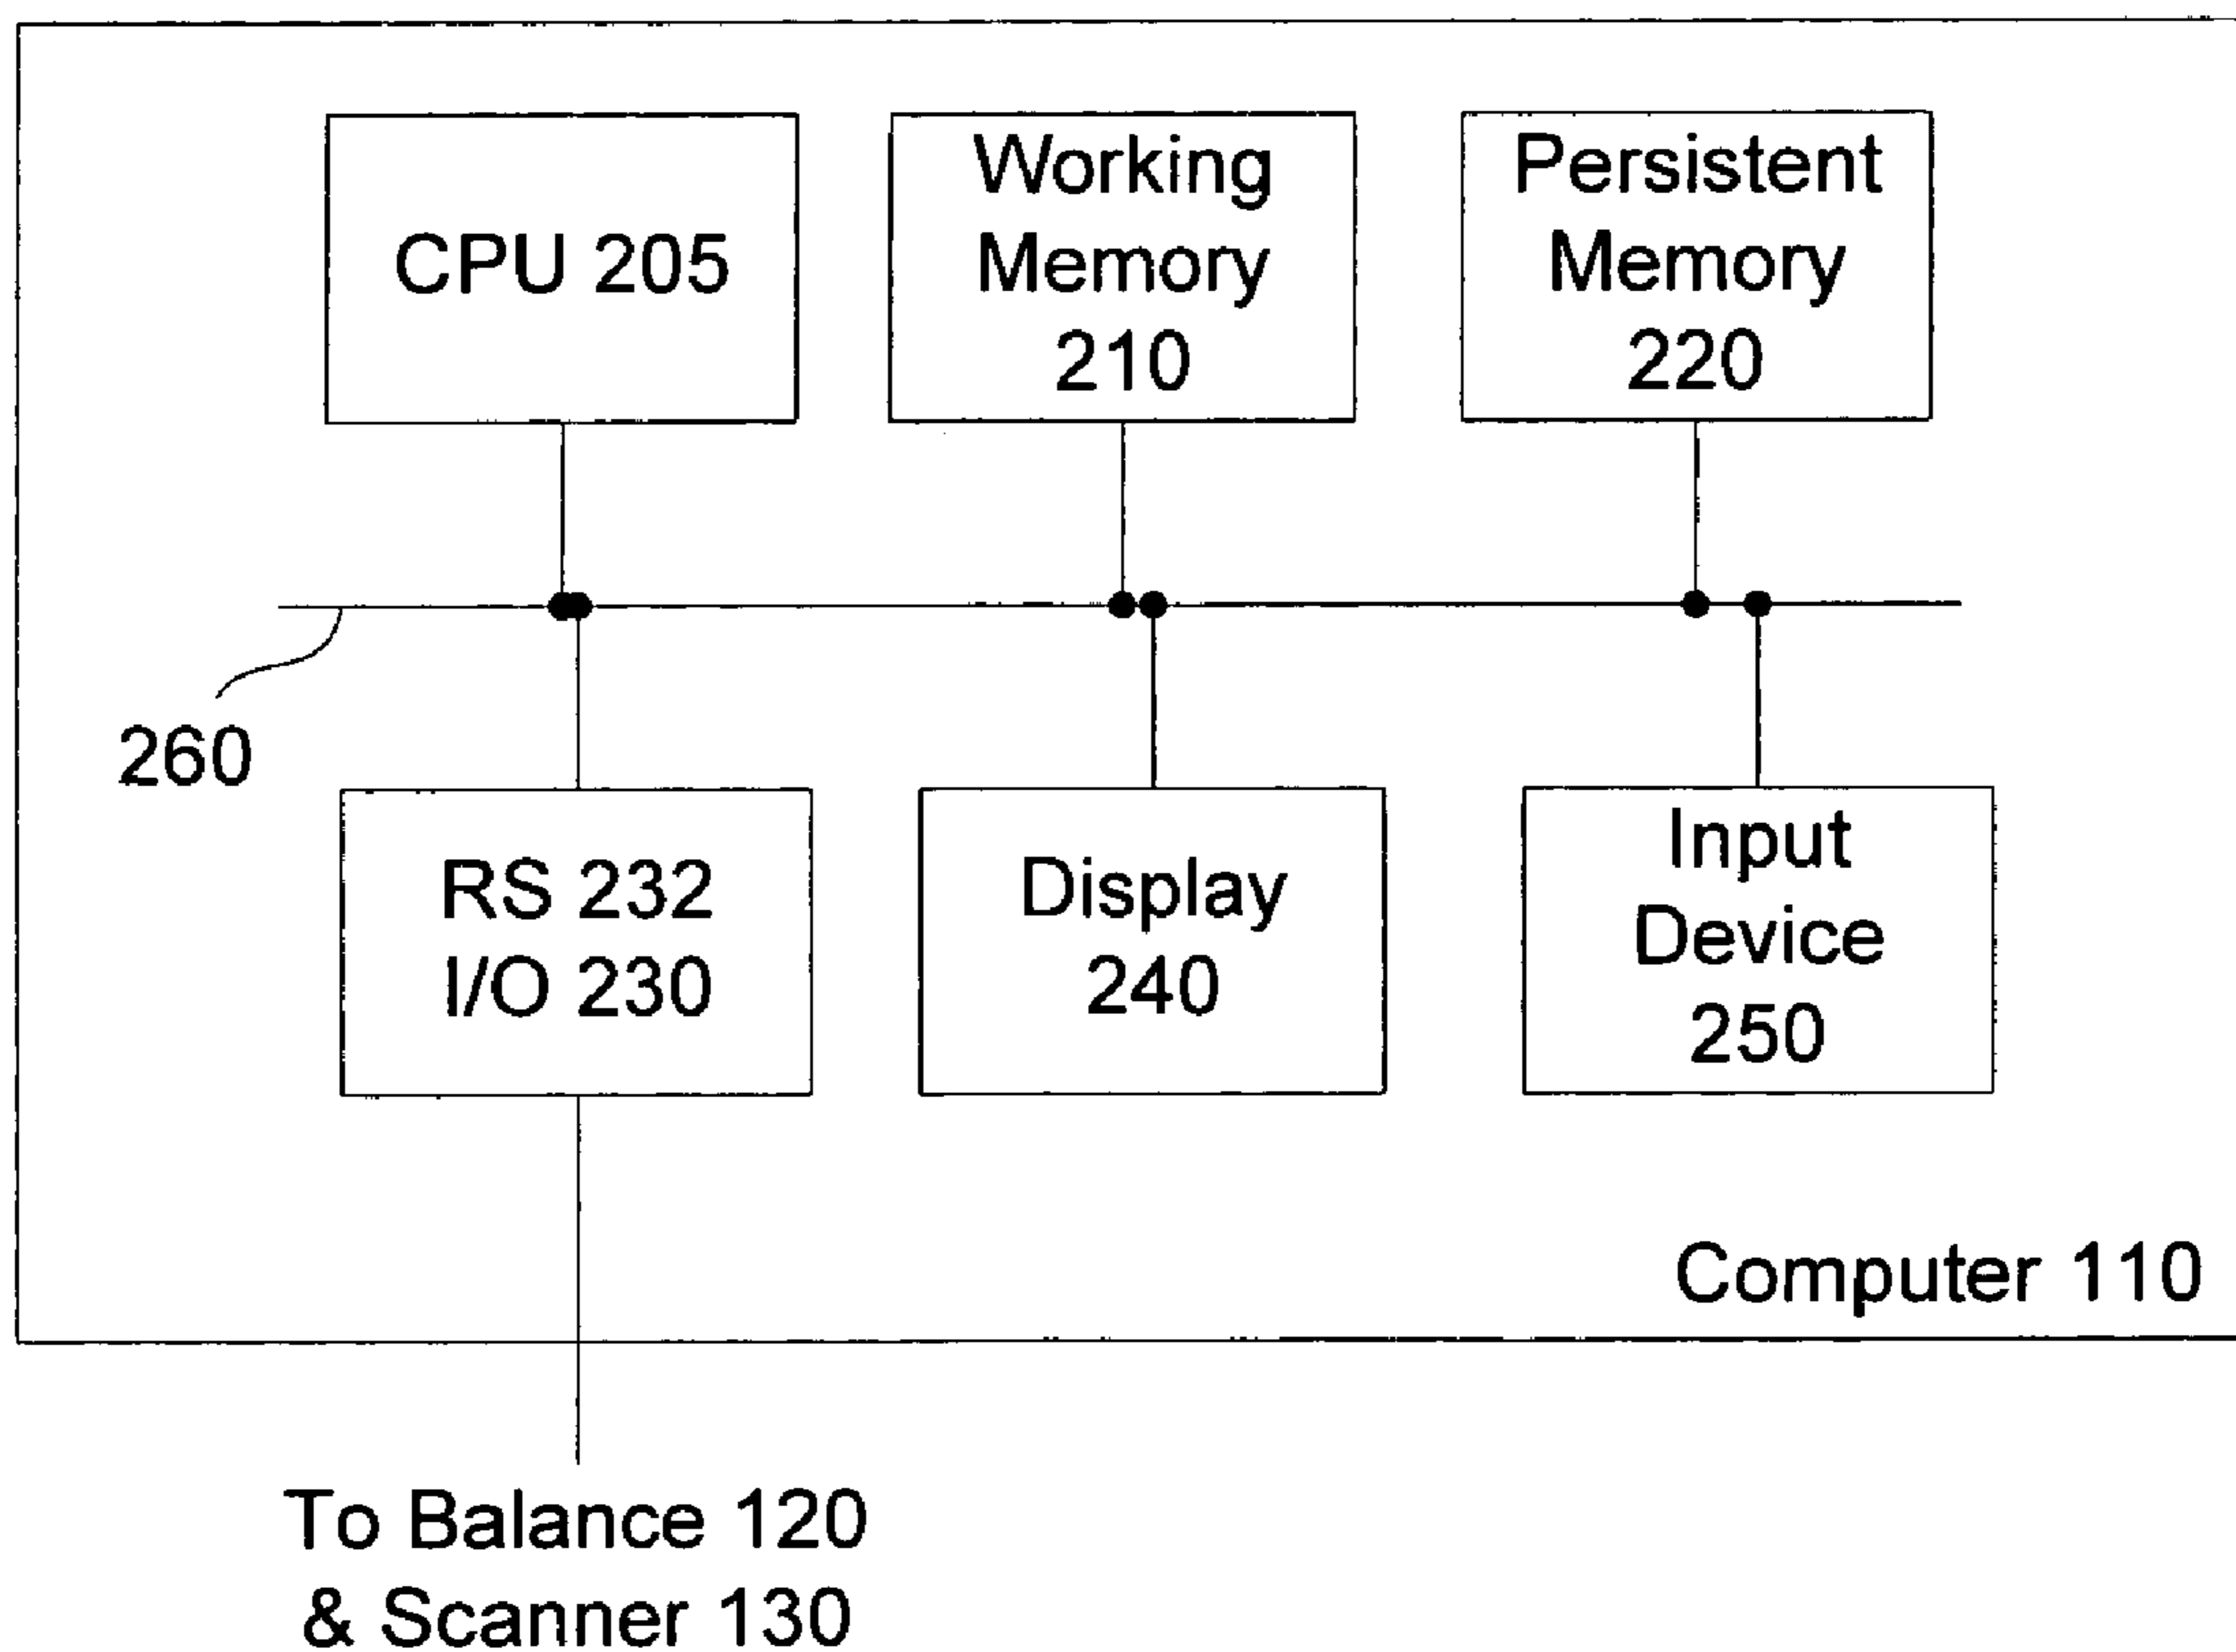 CPU 205
Working
Memory
210
Persistent
Memory
220
260
RS 232
I/O 230
Display
240
Input
Device
250
Computer 110
To Balance 120
& Scanner 130